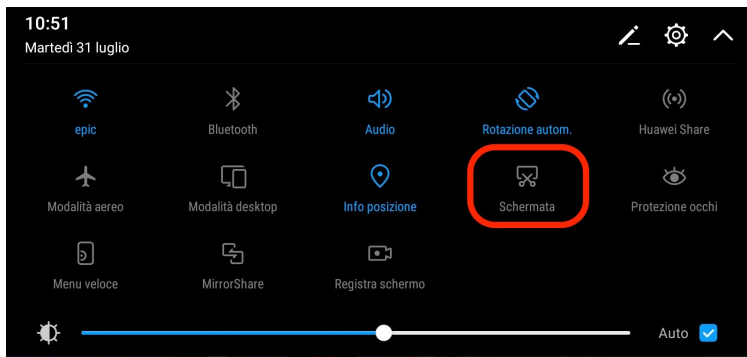 10:51
Martedì 31 luglio
epic
Bluetooth
Audio
Rotazione autom.
Huawei Share
Modalità aereo
Modalità desktop
Info posizione
Schermata
Protezione occhi
Menu veloce
MirrorShare
Registra schermo
Auto